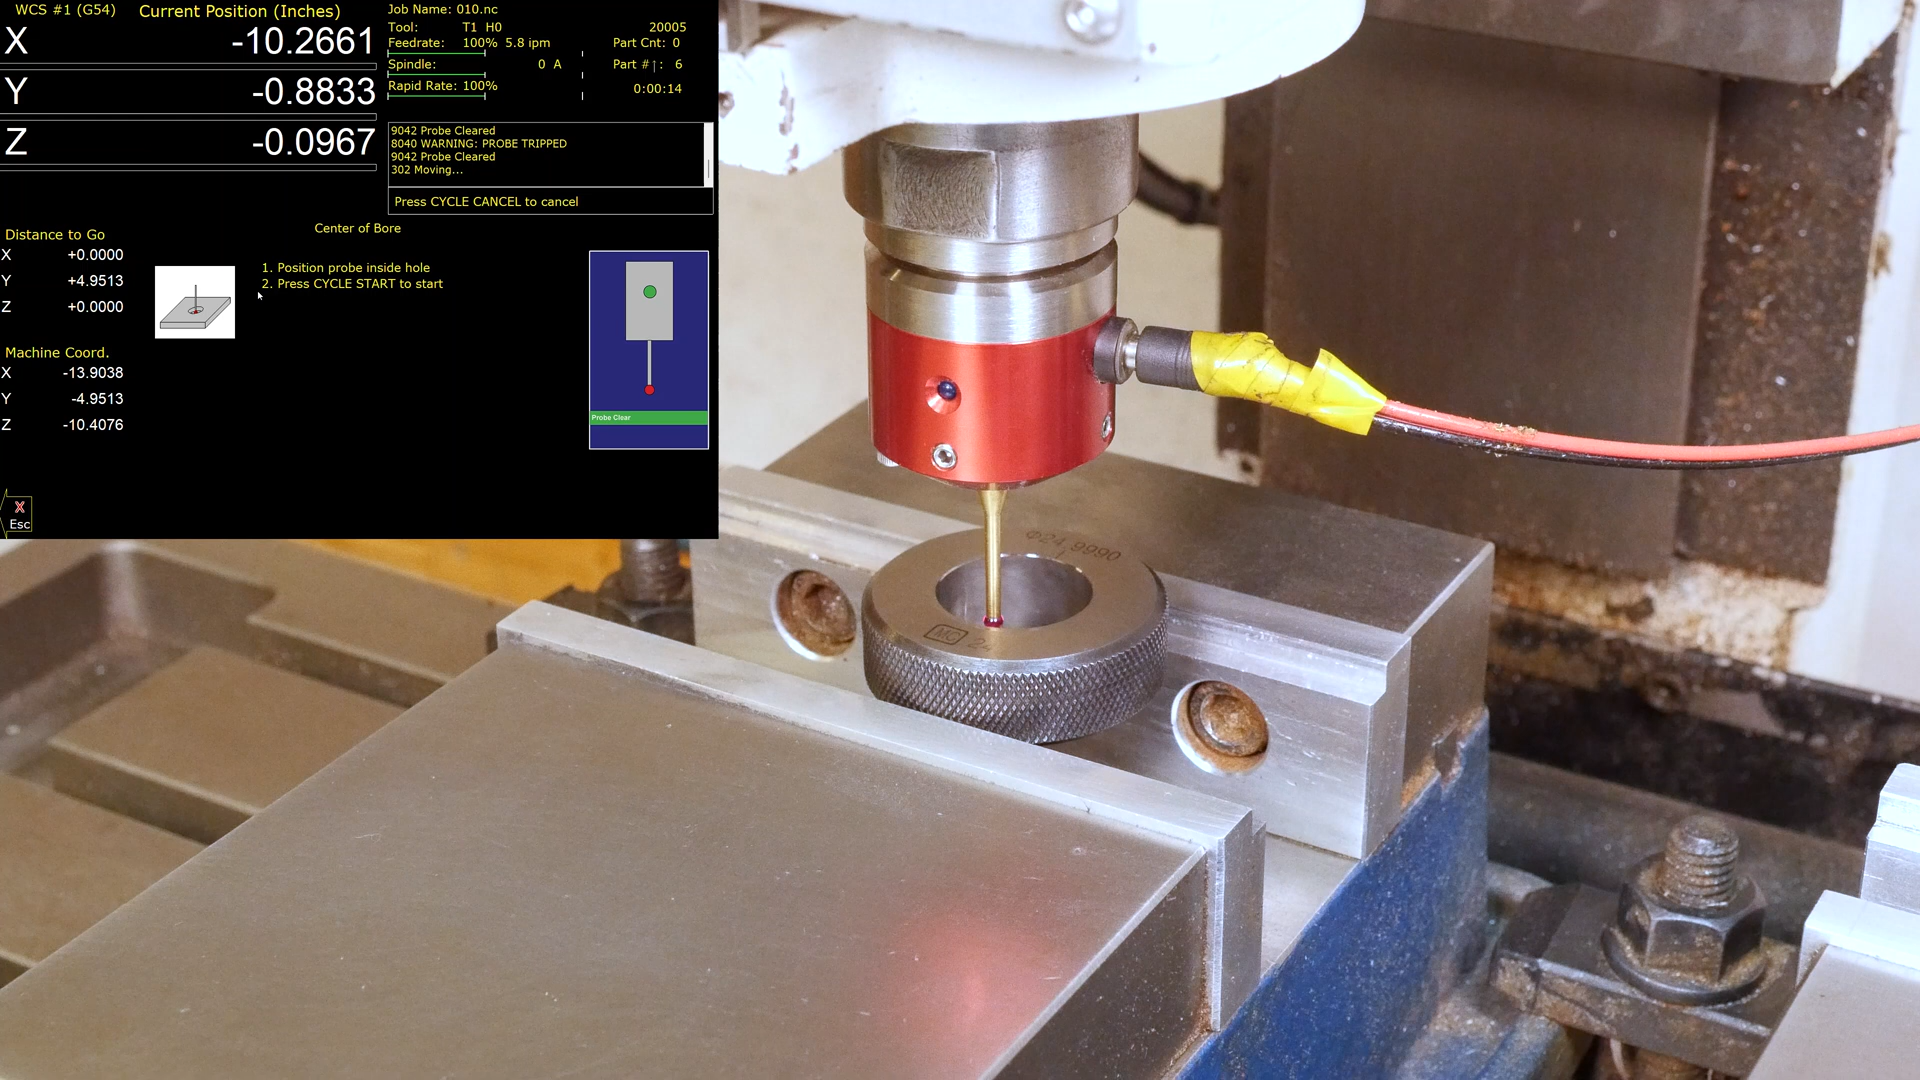 WCS #1 (G54) Current Position (Inches)
X -10.2661
Y -0.8833
Z -0.0967
Job Name: 010.nc
Tool: T1 H0 20005
Feedrate: 100% 5.8 ipm Part Cnt: 0
Spindle: 0 A Part #↑: 6
Rapid Rate: 100% 0:00:14
9042 Probe Cleared
8040 WARNING: PROBE TRIPPED
9042 Probe Cleared
302 Moving...
Press CYCLE CANCEL to cancel
Center of Bore
Distance to Go
X +0.0000
Y +4.9513
Z +0.0000
1. Position probe inside hole
2. Press CYCLE START to start
Probe Clear
Machine Coord.
X -13.9038
Y -4.9513
Z -10.4076
X
Esc
Φ24.9990
MC